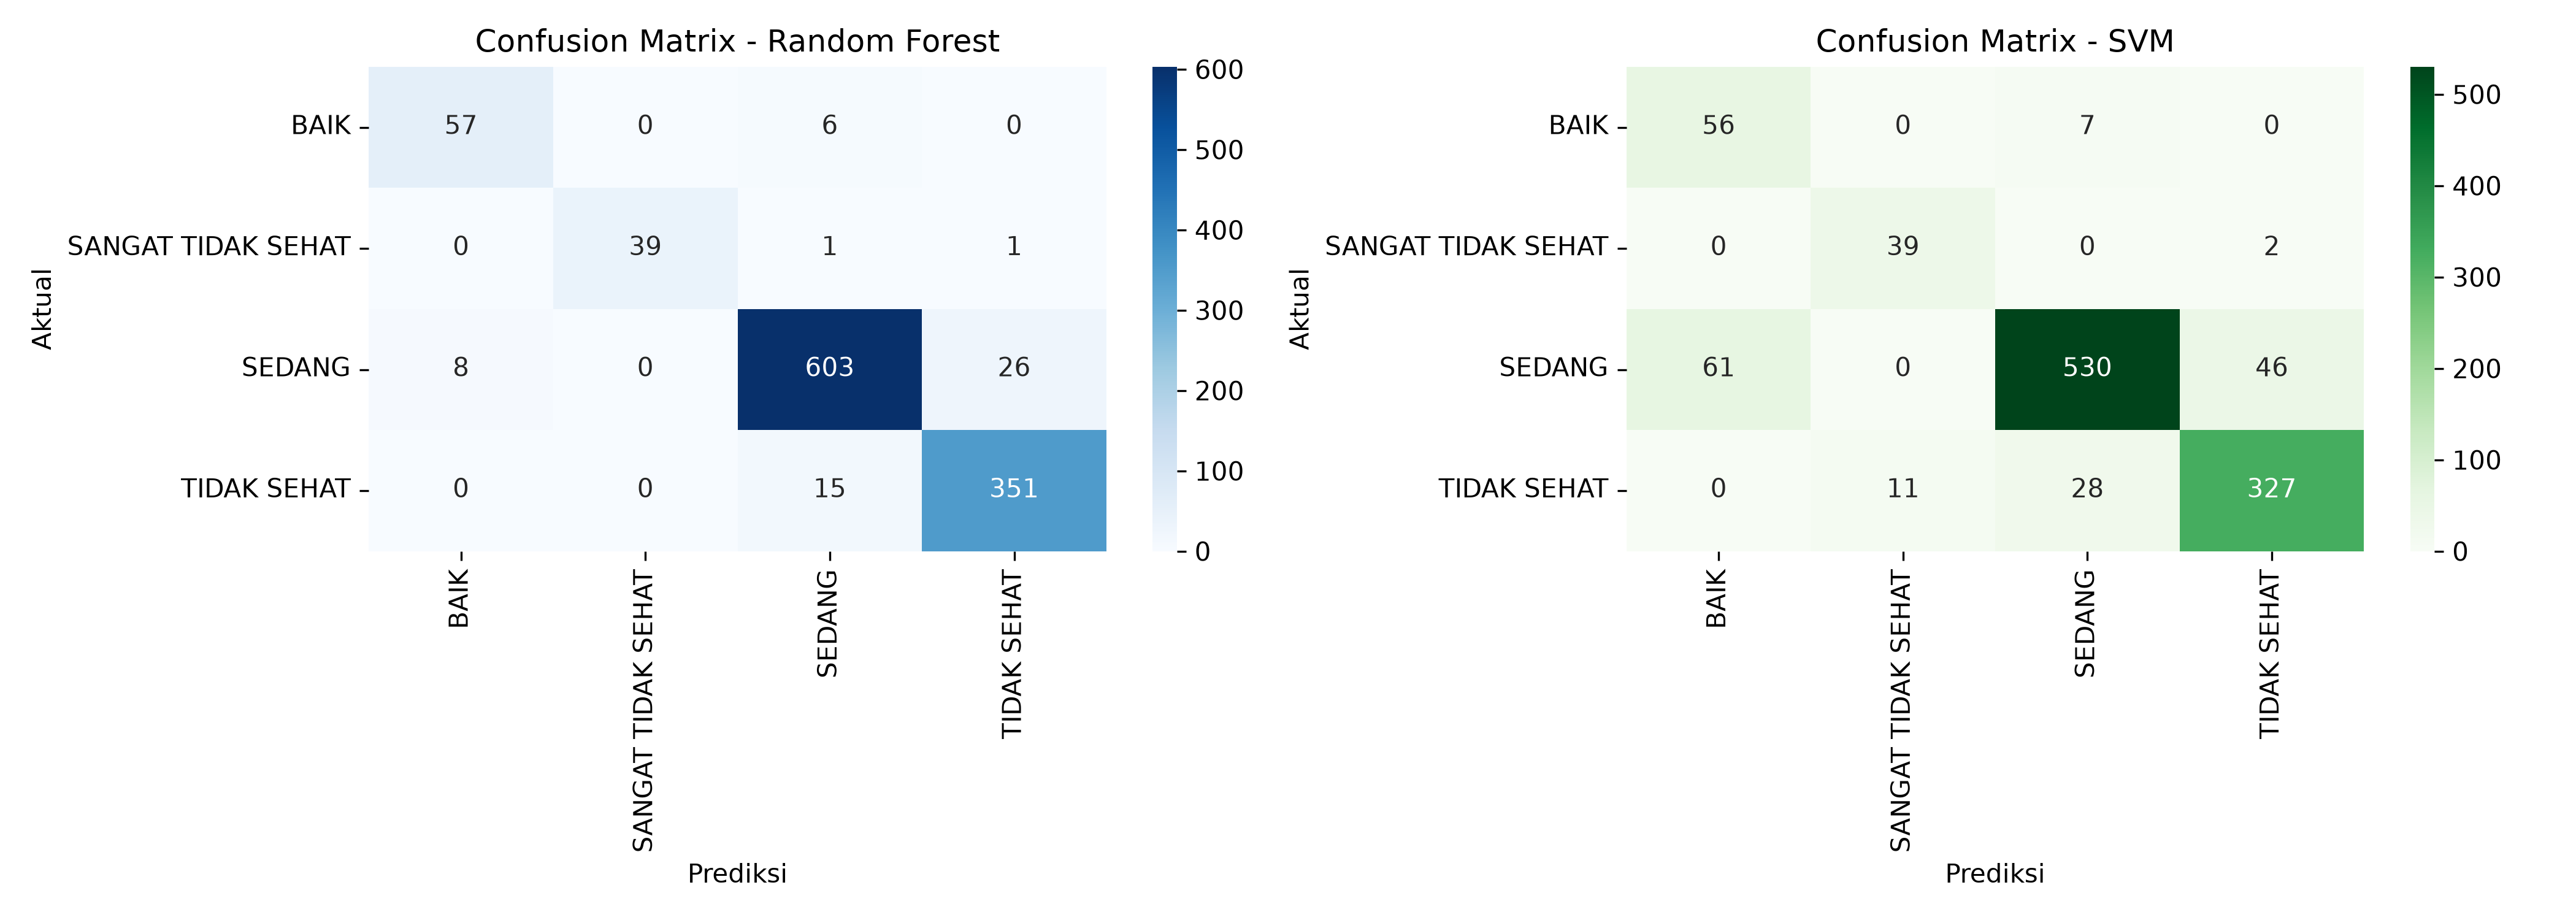 Confusion Matrix - Random Forest
Aktual
BAIK 57 0 6 0
SANGAT TIDAK SEHAT 0 39 1 1
SEDANG 8 0 603 26
TIDAK SEHAT 0 0 15 351
BAIK SANGAT TIDAK SEHAT SEDANG TIDAK SEHAT
Prediksi
600
500
400
300
200
100
0
Confusion Matrix - SVM
Aktual
BAIK 56 0 7 0
SANGAT TIDAK SEHAT 0 39 0 2
SEDANG 61 0 530 46
TIDAK SEHAT 0 11 28 327
BAIK SANGAT TIDAK SEHAT SEDANG TIDAK SEHAT
Prediksi
500
400
300
200
100
0